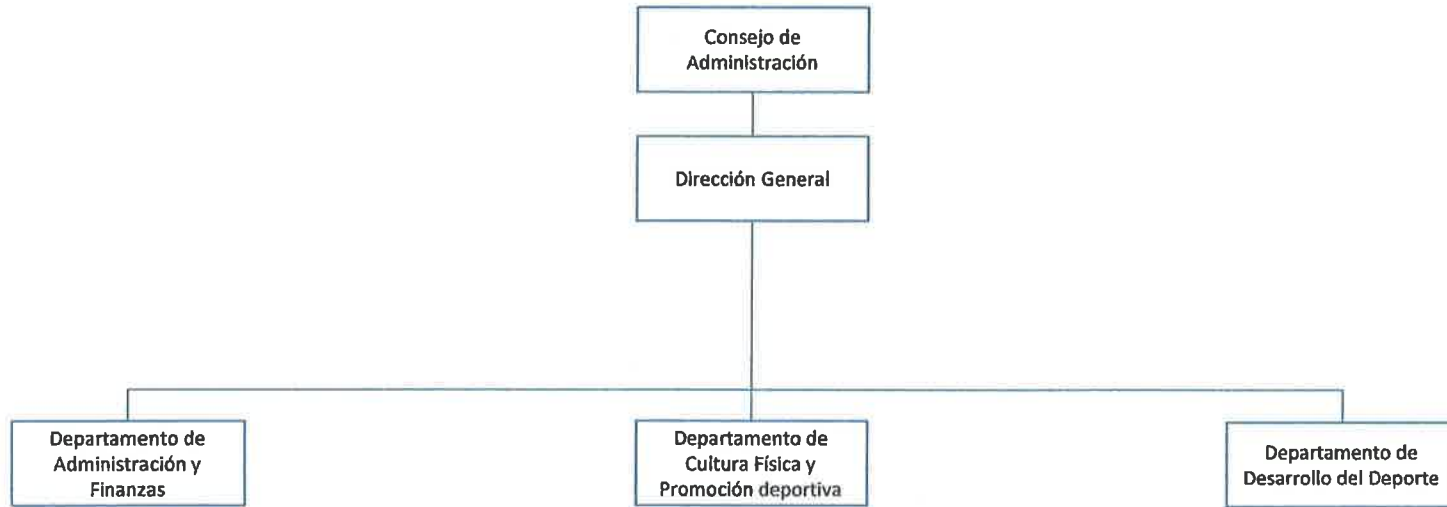 Consejo de
Administración
Dirección General
Departamento de
Administración y
Finanzas
Departamento de
Cultura Física y
Promoción deportiva
Departamento de
Desarrollo del Deporte